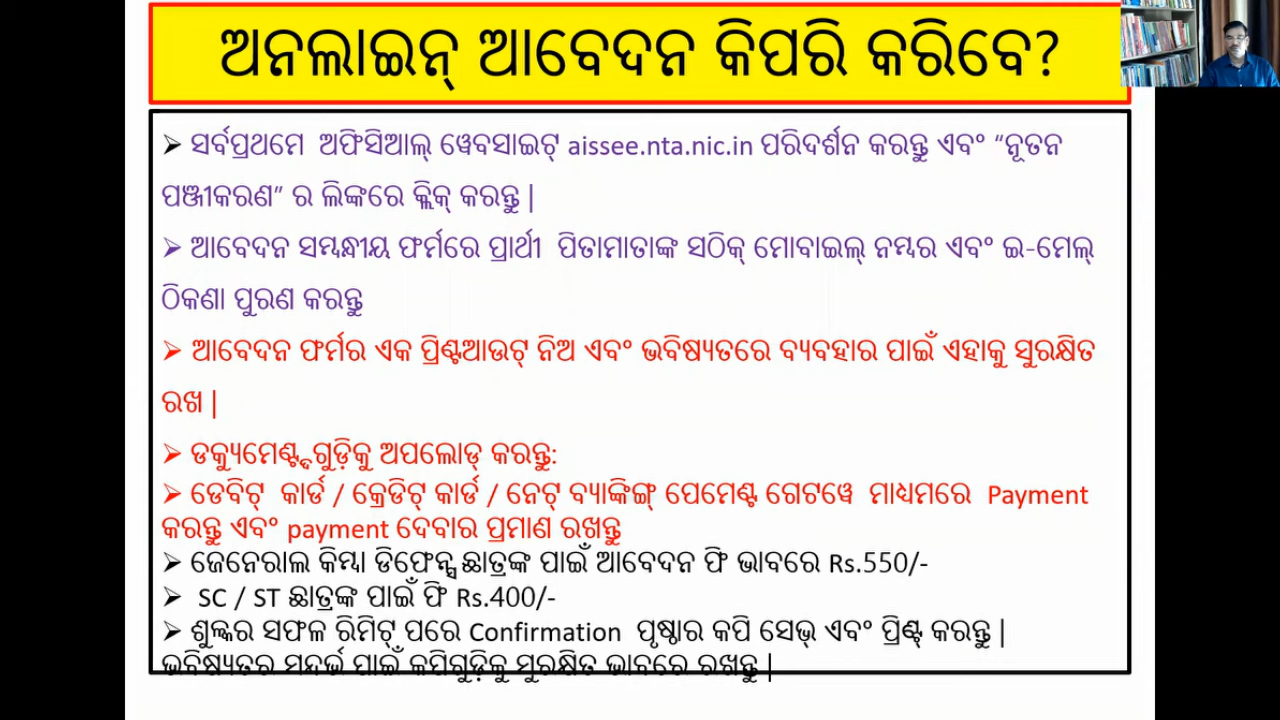 ଅନଲାଇନ୍ ଆବେଦନ କିପରି କରିବେ?
➢ ସର୍ବପ୍ରଥମେ ଅଫିସିଆଲ୍ ୱେବସାଇଟ୍ aissee.nta.nic.in ପରିଦର୍ଶନ କରନ୍ତୁ ଏବଂ “ନୂତନ
ପଞ୍ଜୀକରଣ” ର ଲିଙ୍କରେ କ୍ଲିକ୍ କରନ୍ତୁ |
➢ ଆବେଦନ ସମ୍ବନ୍ଧୀୟ ଫର୍ମରେ ପ୍ରାର୍ଥୀ ପିତାମାତାଙ୍କ ସଠିକ୍ ମୋବାଇଲ୍ ନମ୍ବର ଏବଂ ଇ-ମେଲ୍
ଠିକଣା ପୁରଣ କରନ୍ତୁ
➢ ଆବେଦନ ଫର୍ମର ଏକ ପ୍ରିଣ୍ଟଆଉଟ୍ ନିଅ ଏବଂ ଭବିଷ୍ୟତରେ ବ୍ୟବହାର ପାଇଁ ଏହାକୁ ସୁରକ୍ଷିତ
ରଖ |
➢ ଡକ୍ୟୁମେଣ୍ଟ୍ଗୁଡ଼ିକୁ ଅପଲୋଡ୍ କରନ୍ତୁ:
➢ ଡେବିଟ୍ କାର୍ଡ / କ୍ରେଡିଟ୍ କାର୍ଡ / ନେଟ୍ ବ୍ୟାଙ୍କିଙ୍ଗ୍ ପେମେଣ୍ଟ ଗେଟୱେ ମାଧ୍ୟମରେ Payment
କରନ୍ତୁ ଏବଂ payment ଦେବାର ପ୍ରମାଣ ରଖନ୍ତୁ
➢ ଜେନେରାଲ କିମ୍ଭା ଡିଫେନ୍ସ ଛାତ୍ରଙ୍କ ପାଇଁ ଆବେଦନ ଫି ଭାବରେ Rs.550/-
➢ SC / ST ଛାତ୍ରଙ୍କ ପାଇଁ ଫି Rs.400/-
➢ ଶୁଳ୍କର ସଫଳ ରିମିଟ୍ ପରେ Confirmation ପୃଷ୍ଠାର କପି ସେଭ୍ ଏବଂ ପ୍ରିଣ୍ଟ୍ କରନ୍ତୁ |
ଭବିଷ୍ୟତର ସନ୍ଦର୍ଭ ପାଇଁ କପିଗୁଡ଼ିକୁ ସୁରକ୍ଷିତ ଭାବରେ ରଖନ୍ତୁ |